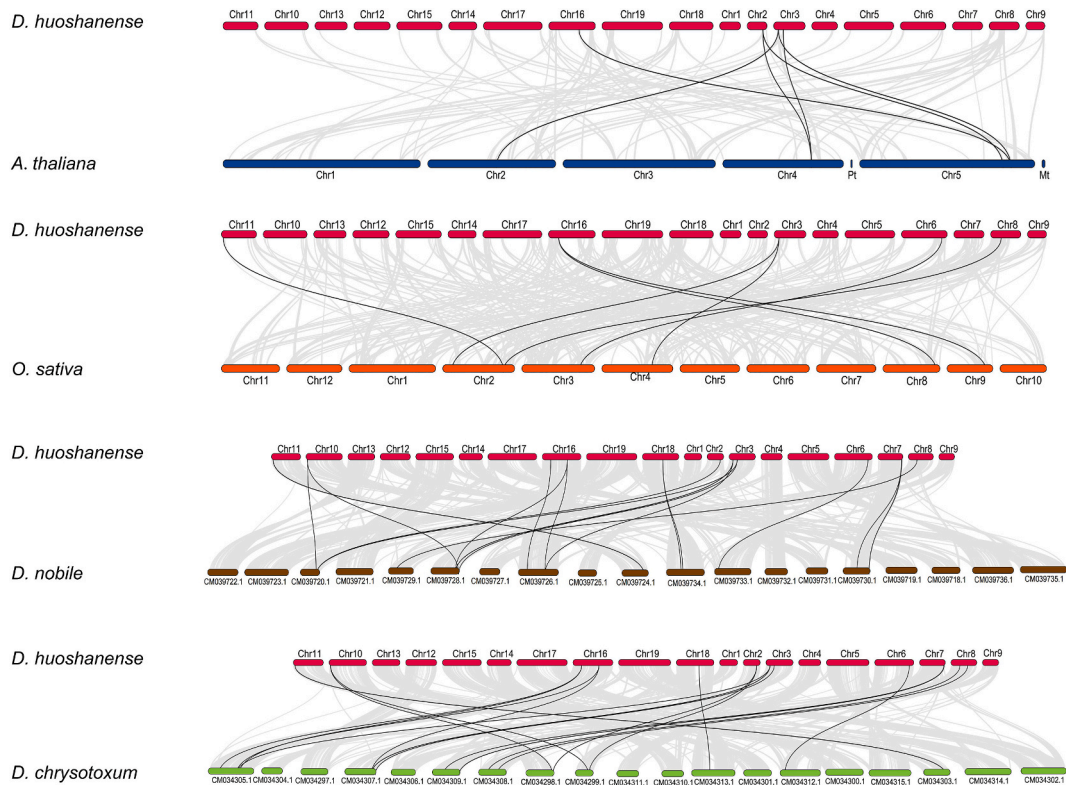 Chr11 Chr10 Chr13 Chr12 Chr15 Chr14 Chr17 Chr16 Chr19 Chr18 Chr1 Chr2 Chr3 Chr4 Chr5 Chr6 Chr7 Chr8 Chr9
D. huoshanense
A. thaliana
Chr1 Chr2 Chr3 Chr4 Pt Chr5 Mt
D. huoshanense
Chr11 Chr10 Chr13 Chr12 Chr15 Chr14 Chr17 Chr16 Chr19 Chr18 Chr1 Chr2 Chr3 Chr4 Chr5 Chr6 Chr7 Chr8 Chr9
O. sativa
Chr11 Chr12 Chr1 Chr2 Chr3 Chr4 Chr5 Chr6 Chr7 Chr8 Chr9 Chr10
D. huoshanense
Chr11 Chr10 Chr13 Chr12 Chr15 Chr14 Chr17 Chr16 Chr19 Chr18 Chr1 Chr2 Chr3 Chr4 Chr5 Chr6 Chr7 Chr8 Chr9
D. nobile
CM039722.1 CM039723.1 CM039720.1 CM039721.1 CM039729.1 CM039728.1 CM039727.1 CM039726.1 CM039725.1 CM039724.1 CM039734.1 CM039733.1 CM039732.1 CM039731.1 CM039730.1 CM039719.1 CM039718.1 CM039736.1 CM039735.1
D. huoshanense
Chr11 Chr10 Chr13 Chr12 Chr15 Chr14 Chr17 Chr16 Chr19 Chr18 Chr1 Chr2 Chr3 Chr4 Chr5 Chr6 Chr7 Chr8 Chr9
D. chrysotoxum
CM034305.1 CM034304.1 CM034297.1 CM034307.1 CM034306.1 CM034309.1 CM034308.1 CM034298.1 CM034299.1 CM034311.1 CM034310.1 CM034313.1 CM034301.1 CM034312.1 CM034300.1 CM034315.1 CM034303.1 CM034314.1 CM034302.1